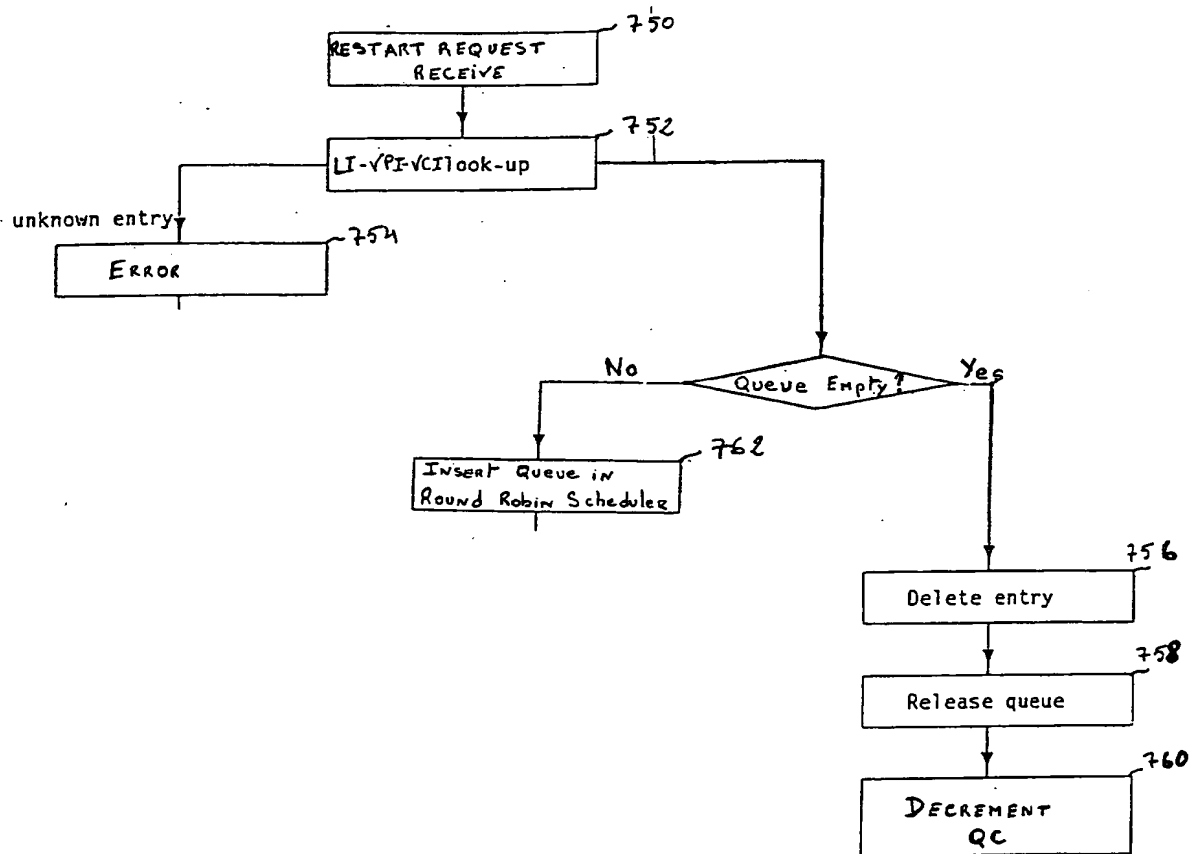 750
RESTART REQUEST
RECEIVE
752
LI-VPI-VCI look-up
unknown entry
754
ERROR
No
Queue Empty?
Yes
762
INSERT Queue in
Round Robin Scheduler
756
Delete entry
758
Release queue
760
DECREMENT
QC